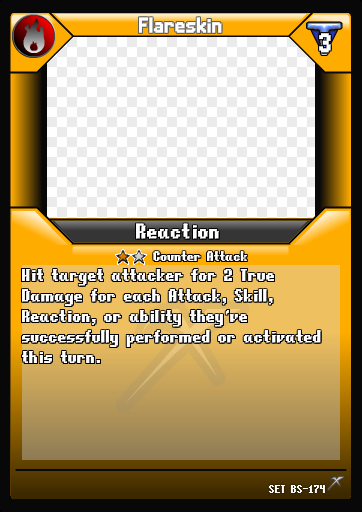 Flareskin
3
Reaction
Counter Attack
Hit target attacker for 2 True
Damage for each Attack, Skill,
Reaction, or ability they've
successfully performed or activated
this turn.
SET BS-174